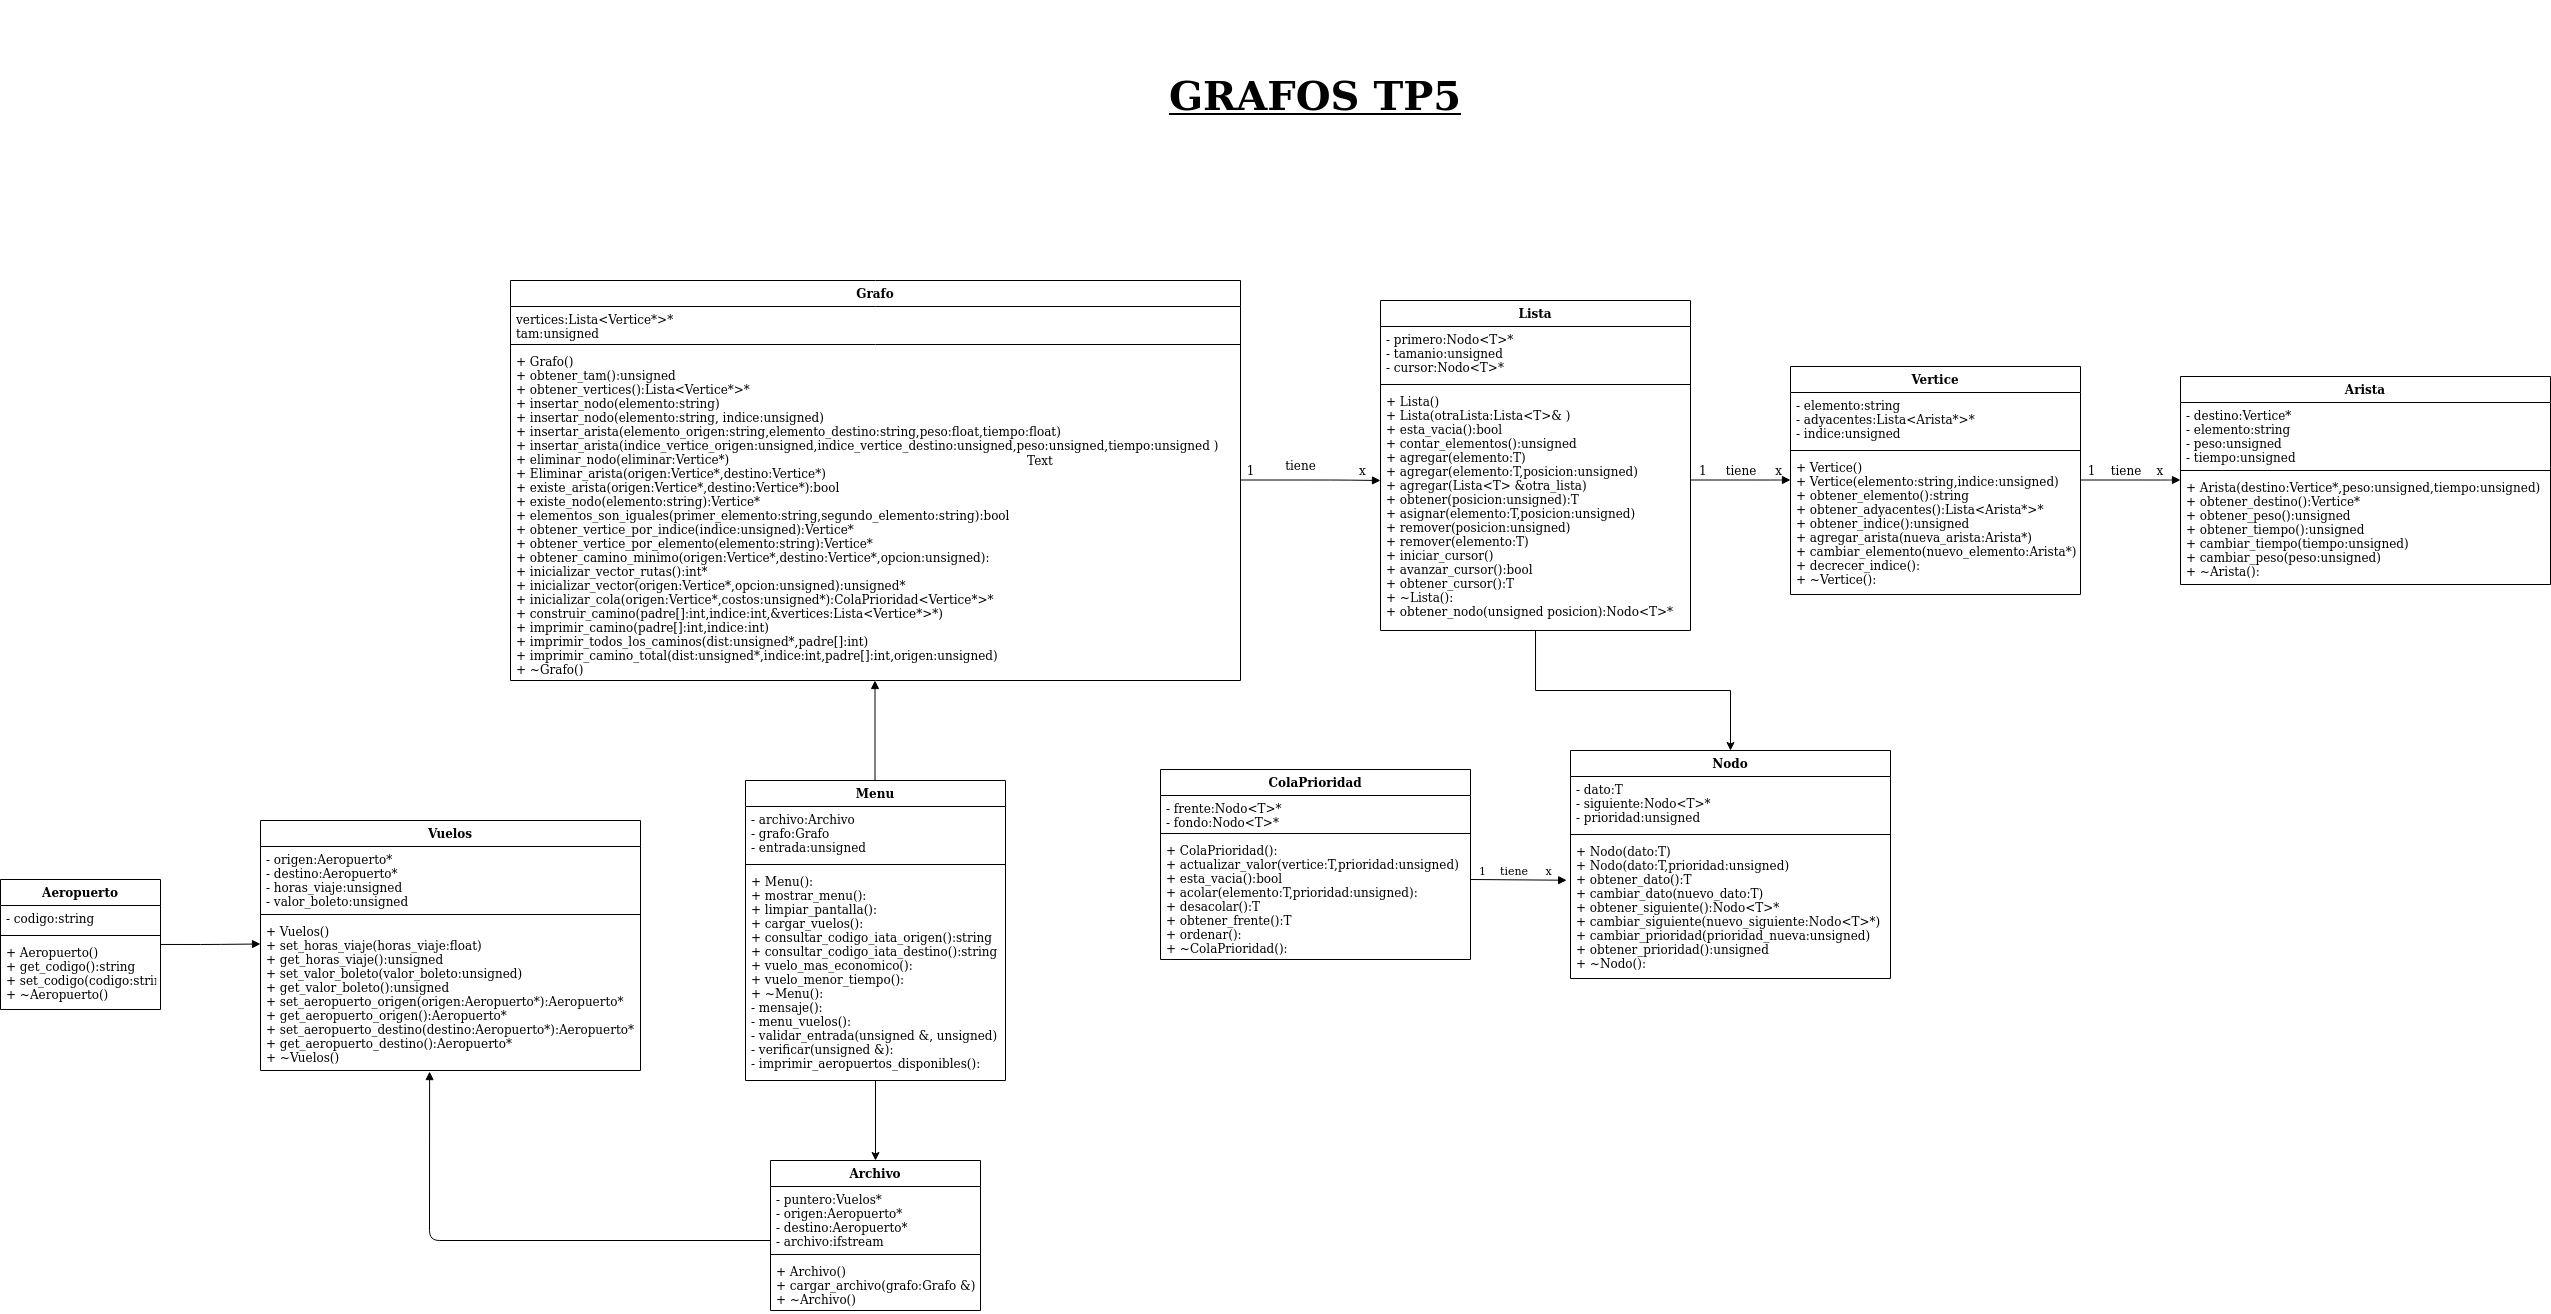 GRAFOS TP5
Grafo
vertices:Lista<Vertice*>*
tam:unsigned
+ Grafo()
+ obtener_tam():unsigned
+ obtener_vertices():Lista<Vertice*>*
+ insertar_nodo(elemento:string)
+ insertar_nodo(elemento:string, indice:unsigned)
+ insertar_arista(elemento_origen:string,elemento_destino:string,peso:float,tiempo:float)
+ insertar_arista(indice_vertice_origen:unsigned,indice_vertice_destino:unsigned,peso:unsigned,tiempo:unsigned )
+ eliminar_nodo(eliminar:Vertice*)
Text
+ Eliminar_arista(origen:Vertice*,destino:Vertice*)
+ existe_arista(origen:Vertice*,destino:Vertice*):bool
+ existe_nodo(elemento:string):Vertice*
+ elementos_son_iguales(primer_elemento:string,segundo_elemento:string):bool
+ obtener_vertice_por_indice(indice:unsigned):Vertice*
+ obtener_vertice_por_elemento(elemento:string):Vertice*
+ obtener_camino_minimo(origen:Vertice*,destino:Vertice*,opcion:unsigned):
+ inicializar_vector_rutas():int*
+ inicializar_vector(origen:Vertice*,opcion:unsigned):unsigned*
+ inicializar_cola(origen:Vertice*,costos:unsigned*):ColaPrioridad<Vertice*>*
+ construir_camino(padre[]:int,indice:int,&vertices:Lista<Vertice*>*)
+ imprimir_camino(padre[]:int,indice:int)
+ imprimir_todos_los_caminos(dist:unsigned*,padre[]:int)
+ imprimir_camino_total(dist:unsigned*,indice:int,padre[]:int,origen:unsigned)
+ ~Grafo()
1 tiene x
Lista
- primero:Nodo<T>*
- tamanio:unsigned
- cursor:Nodo<T>*
+ Lista()
+ Lista(otraLista:Lista<T>& )
+ esta_vacia():bool
+ contar_elementos():unsigned
+ agregar(elemento:T)
+ agregar(elemento:T,posicion:unsigned)
+ agregar(Lista<T> &otra_lista)
+ obtener(posicion:unsigned):T
+ asignar(elemento:T,posicion:unsigned)
+ remover(posicion:unsigned)
+ remover(elemento:T)
+ iniciar_cursor()
+ avanzar_cursor():bool
+ obtener_cursor():T
+ ~Lista():
+ obtener_nodo(unsigned posicion):Nodo<T>*
1 tiene x
Vertice
- elemento:string
- adyacentes:Lista<Arista*>*
- indice:unsigned
+ Vertice()
+ Vertice(elemento:string,indice:unsigned)
+ obtener_elemento():string
+ obtener_adyacentes():Lista<Arista*>*
+ obtener_indice():unsigned
+ agregar_arista(nueva_arista:Arista*)
+ cambiar_elemento(nuevo_elemento:Arista*)
+ decrecer_indice():
+ ~Vertice():
1 tiene x
Arista
- destino:Vertice*
- elemento:string
- peso:unsigned
- tiempo:unsigned
+ Arista(destino:Vertice*,peso:unsigned,tiempo:unsigned)
+ obtener_destino():Vertice*
+ obtener_peso():unsigned
+ obtener_tiempo():unsigned
+ cambiar_tiempo(tiempo:unsigned)
+ cambiar_peso(peso:unsigned)
+ ~Arista():
Aeropuerto
- codigo:string
+ Aeropuerto()
+ get_codigo():string
+ set_codigo(codigo:strin
+ ~Aeropuerto()
Vuelos
- origen:Aeropuerto*
- destino:Aeropuerto*
- horas_viaje:unsigned
- valor_boleto:unsigned
+ Vuelos()
+ set_horas_viaje(horas_viaje:float)
+ get_horas_viaje():unsigned
+ set_valor_boleto(valor_boleto:unsigned)
+ get_valor_boleto():unsigned
+ set_aeropuerto_origen(origen:Aeropuerto*):Aeropuerto*
+ get_aeropuerto_origen():Aeropuerto*
+ set_aeropuerto_destino(destino:Aeropuerto*):Aeropuerto*
+ get_aeropuerto_destino():Aeropuerto*
+ ~Vuelos()
Menu
- archivo:Archivo
- grafo:Grafo
- entrada:unsigned
+ Menu():
+ mostrar_menu():
+ limpiar_pantalla():
+ cargar_vuelos():
+ consultar_codigo_iata_origen():string
+ consultar_codigo_iata_destino():string
+ vuelo_mas_economico():
+ vuelo_menor_tiempo():
+ ~Menu():
- mensaje():
- menu_vuelos():
- validar_entrada(unsigned &, unsigned)
- verificar(unsigned &):
- imprimir_aeropuertos_disponibles():
ColaPrioridad
- frente:Nodo<T>*
- fondo:Nodo<T>*
+ ColaPrioridad():
+ actualizar_valor(vertice:T,prioridad:unsigned)
+ esta_vacia():bool
+ acolar(elemento:T,prioridad:unsigned):
+ desacolar():T
+ obtener_frente():T
+ ordenar():
+ ~ColaPrioridad():
1 tiene x
Nodo
- dato:T
- siguiente:Nodo<T>*
- prioridad:unsigned
+ Nodo(dato:T)
+ Nodo(dato:T,prioridad:unsigned)
+ obtener_dato():T
+ cambiar_dato(nuevo_dato:T)
+ obtener_siguiente():Nodo<T>*
+ cambiar_siguiente(nuevo_siguiente:Nodo<T>*)
+ cambiar_prioridad(prioridad_nueva:unsigned)
+ obtener_prioridad():unsigned
+ ~Nodo():
Archivo
- puntero:Vuelos*
- origen:Aeropuerto*
- destino:Aeropuerto*
- archivo:ifstream
+ Archivo()
+ cargar_archivo(grafo:Grafo &)
+ ~Archivo()